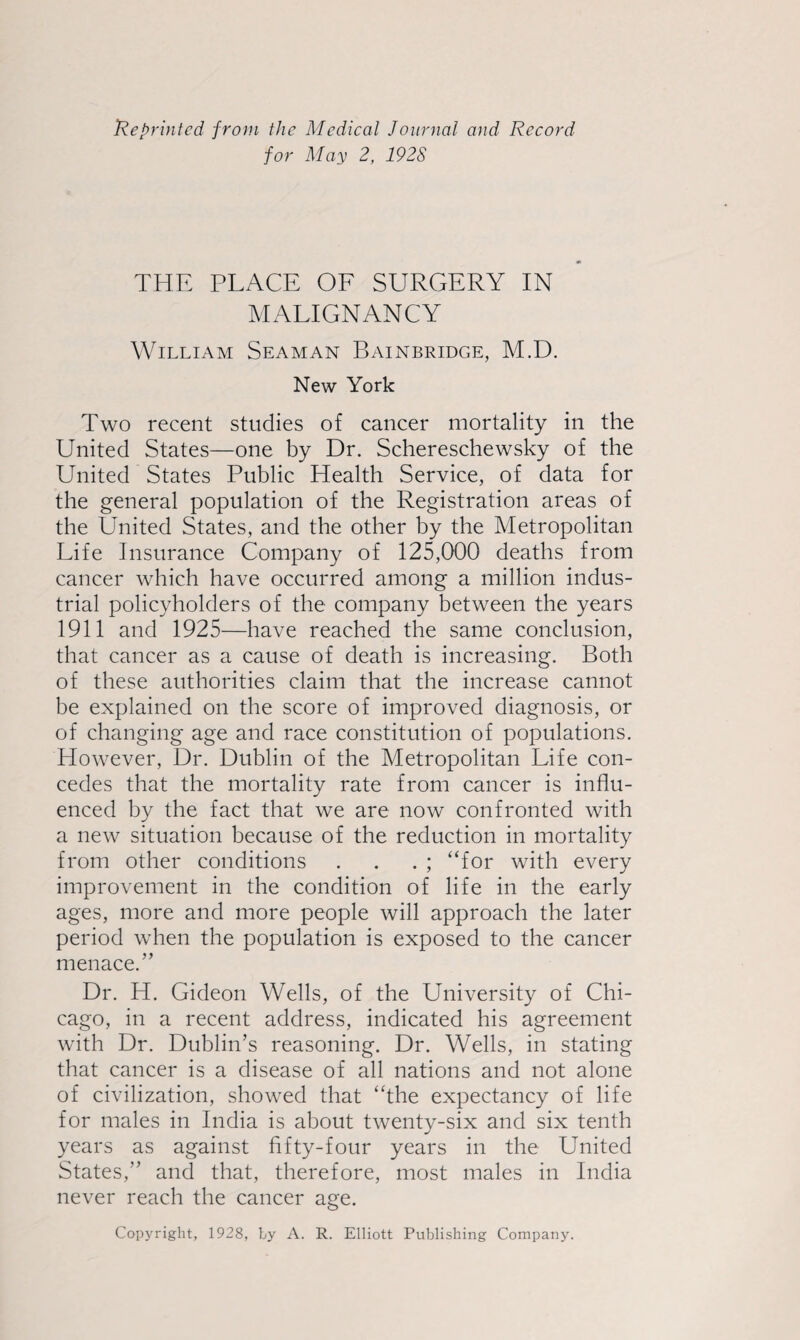 Reprinted from the Medical Journal and Record
for May 2, 1928
THE PLACE OF SURGERY IN
MALIGNANCY
William Seaman Bainbridge, M.D.
New York
Two recent studies of cancer mortality in the
United States—one by Dr. Schereschewsky of the
United States Public Health Service, of data for
the general population of the Registration areas of
the United States, and the other by the Metropolitan
Life Insurance Company of 125,000 deaths from
cancer which have occurred among a million indus-
trial policyholders of the company between the years
1911 and 1925—have reached the same conclusion,
that cancer as a cause of death is increasing. Both
of these authorities claim that the increase cannot
be explained on the score of improved diagnosis, or
of changing age and race constitution of populations.
However, Dr. Dublin of the Metropolitan Life con-
cedes that the mortality rate from cancer is influ-
enced by the fact that we are now confronted with
a new situation because of the reduction in mortality
from other conditions . . . ; “for with every
improvement in the condition of life in the early
ages, more and more people will approach the later
period when the population is exposed to the cancer
menace.”
Dr. H. Gideon Wells, of the University of Chi-
cago, in a recent address, indicated his agreement
with Dr. Dublin’s reasoning. Dr. Wells, in stating
that cancer is a disease of all nations and not alone
of civilization, showed that “the expectancy of life
for males in India is about twenty-six and six tenth
years as against fifty-four years in the United
States,” and that, therefore, most males in India
never reach the cancer age.
Copyright, 1928, by A. R. Elliott Publishing Company.